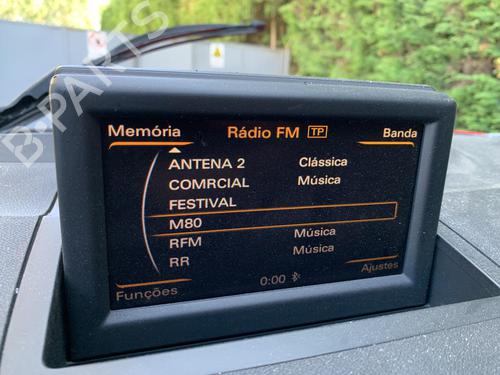 B-PARTS
Memória Rádio FM TP Banda
ANTENA 2 Clássica
COMRCIAL Música
FESTIVAL
M80
RFM Música
RR Música
Funções 0:00 Ajustes